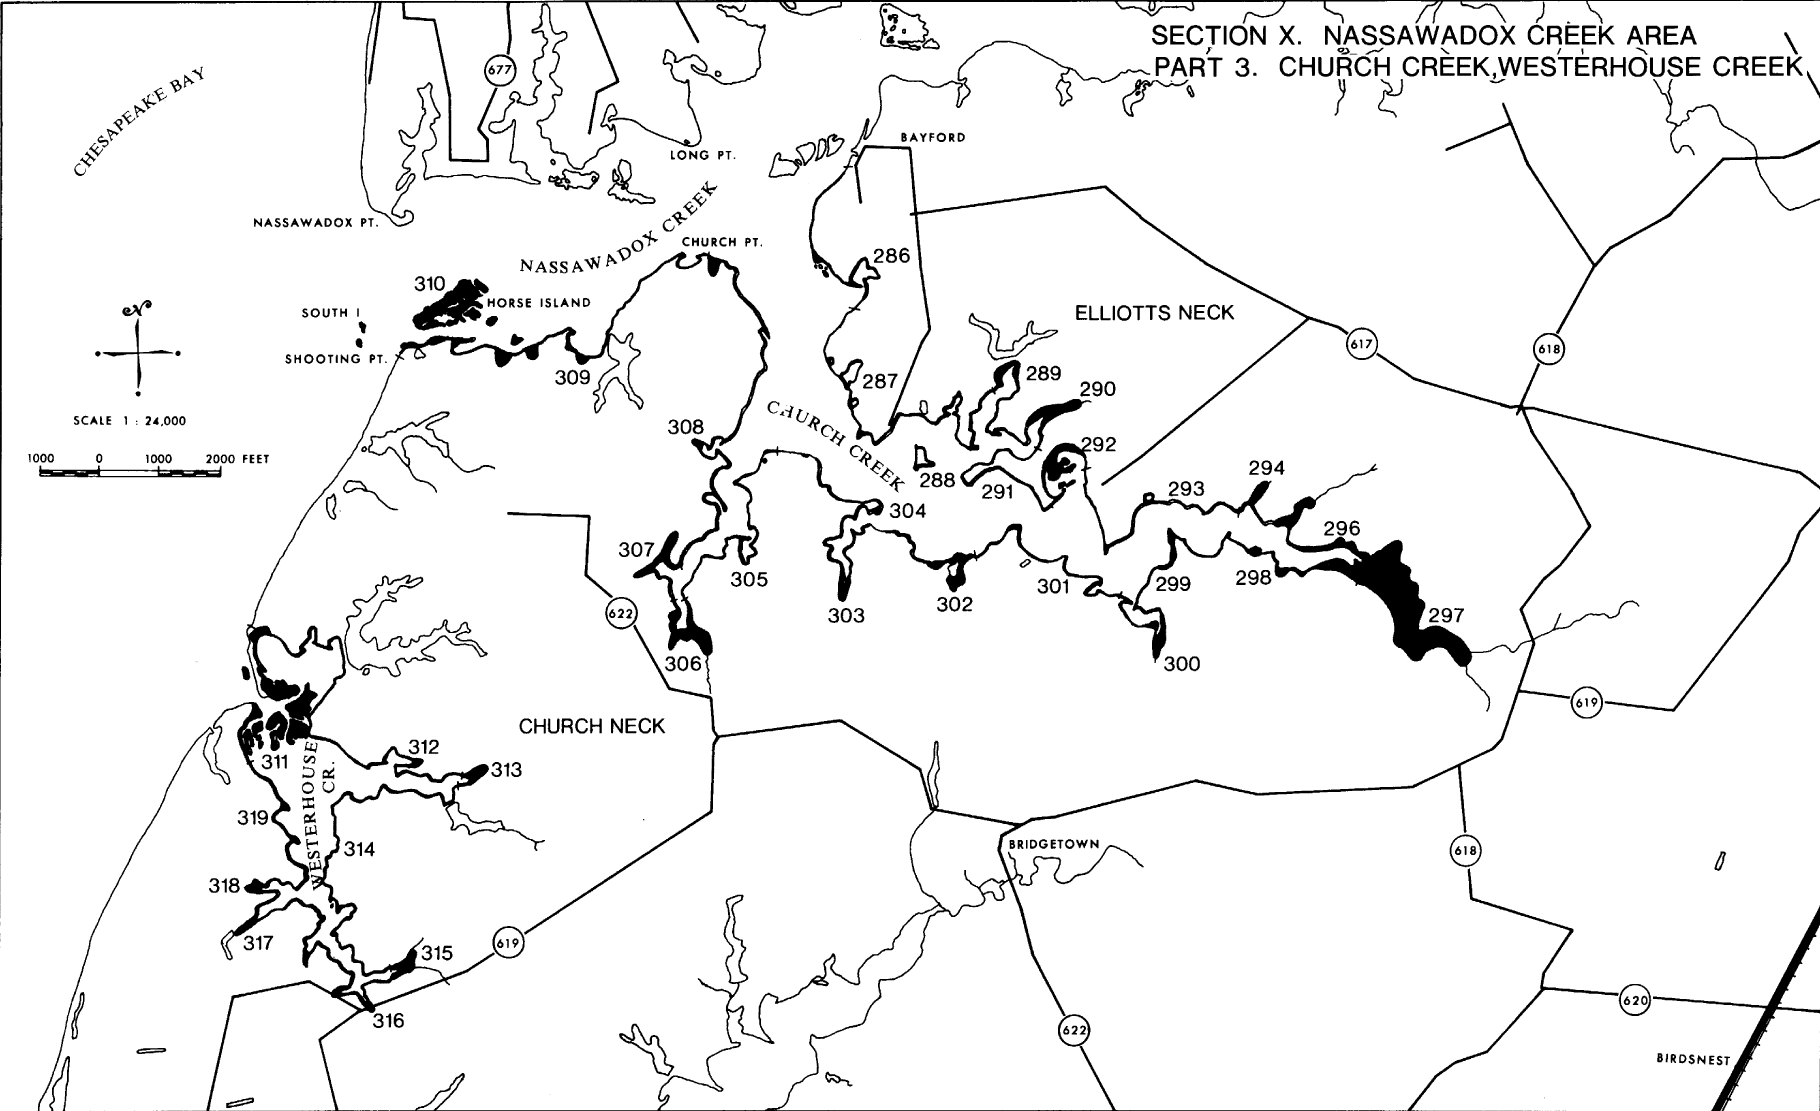 SECTION X. NASSAWADOX CREEK AREA
PART 3. CHURCH CREEK, WESTERHOUSE CREEK
CHESAPEAKE BAY
677
BAYFORD
LONG PT.
NASSAWADOX PT.
NASSAWADOX CREEK
CHURCH PT.
286
310
HORSE ISLAND
SOUTH I
ELLIOTTS NECK
617
618
SHOOTING PT.
309
287
289
290
SCALE 1 : 24,000
CHURCH CREEK
308
292
1000 0 1000 2000 FEET
288
291
293
294
304
296
307
305
301
298
299
303
302
622
297
306
300
619
CHURCH NECK
311
312
313
WESTERHOUSE CR.
319
314
BRIDGETOWN
618
318
317
315
619
316
620
622
BIRDSNEST